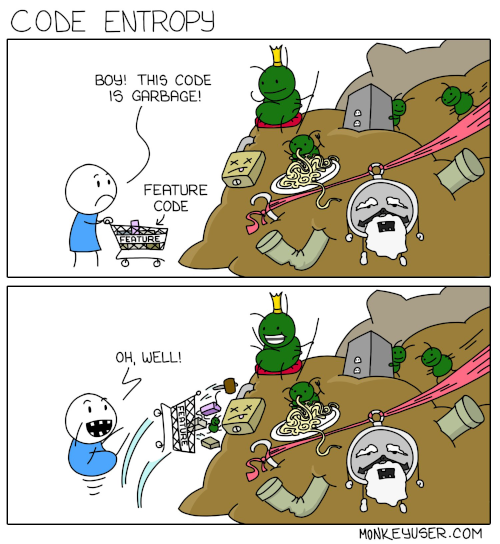 CODE ENTROPY
BOY! THIS CODE
IS GARBAGE!
FEATURE
CODE
FEATURE
OH, WELL!
FEATURE
MONKEYUSER.COM